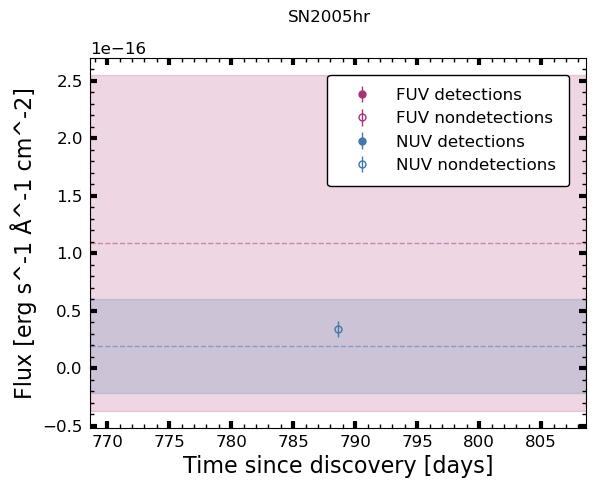 SN2005hr
1e−16
FUV detections
FUV nondetections
NUV detections
NUV nondetections
2.5
2.0
1.5
1.0
0.5
0.0
−0.5
Flux [erg s^-1 Å^-1 cm^-2]
770 775 780 785 790 795 800 805
Time since discovery [days]